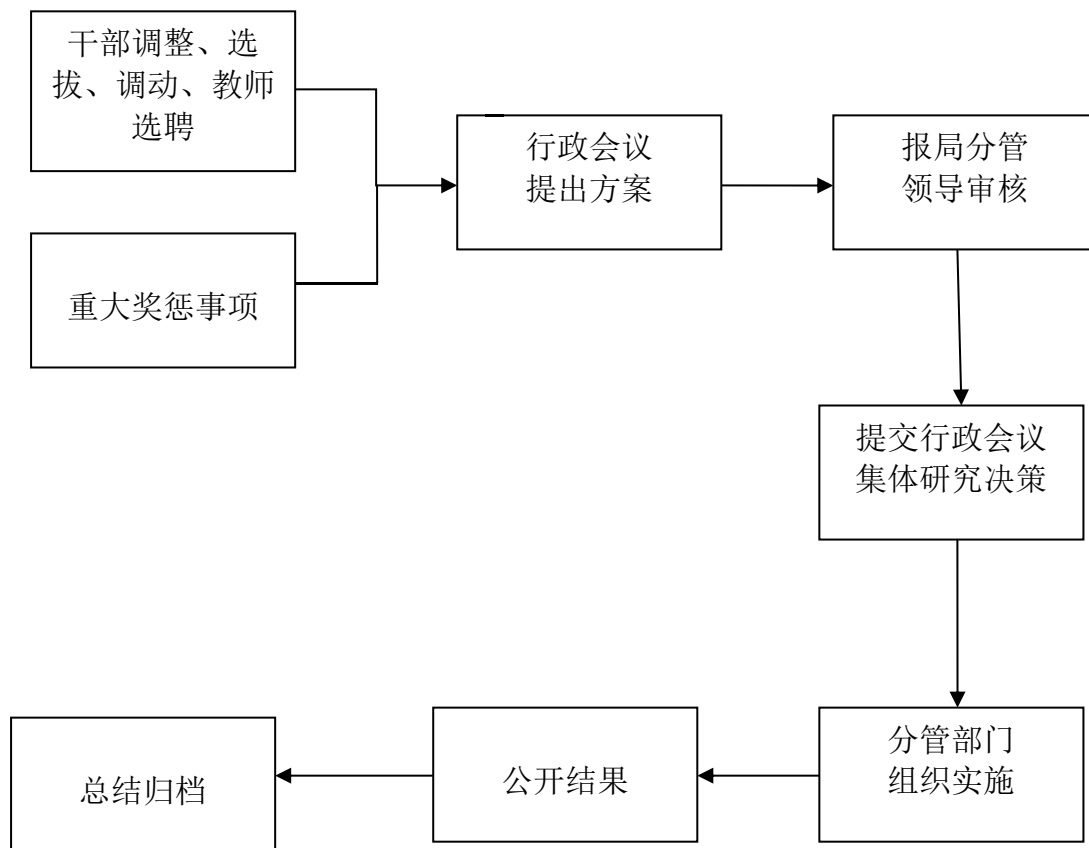 干部调整、选
拔、调动、教师
选聘
重大奖惩事项
行政会议
提出方案
报局分管
领导审核
提交行政会议
集体研究决策
分管部门
组织实施
公开结果
总结归档